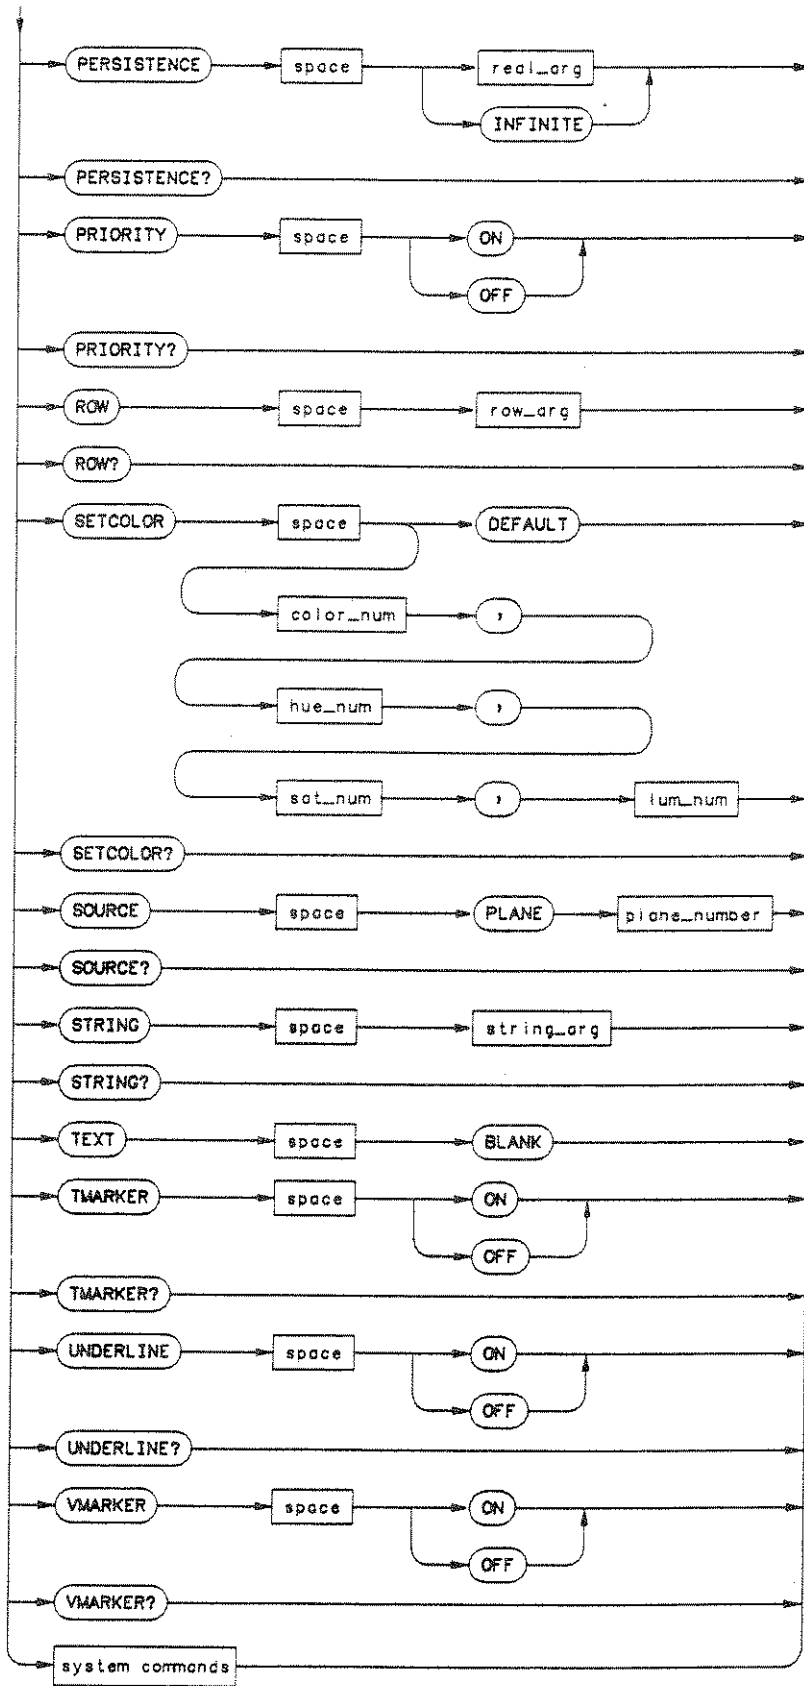 PERSISTENCE space real_arg
INFINITE
PERSISTENCE?
PRIORITY space ON
OFF
PRIORITY?
ROW space row_arg
ROW?
SETCOLOR space DEFAULT
color_num ,
hue_num ,
sat_num , lum_num
SETCOLOR?
SOURCE space PLANE plane_number
SOURCE?
STRING space string_arg
STRING?
TEXT space BLANK
TMARKER space ON
OFF
TMARKER?
UNDERLINE space ON
OFF
UNDERLINE?
VMARKER space ON
OFF
VMARKER?
system commands